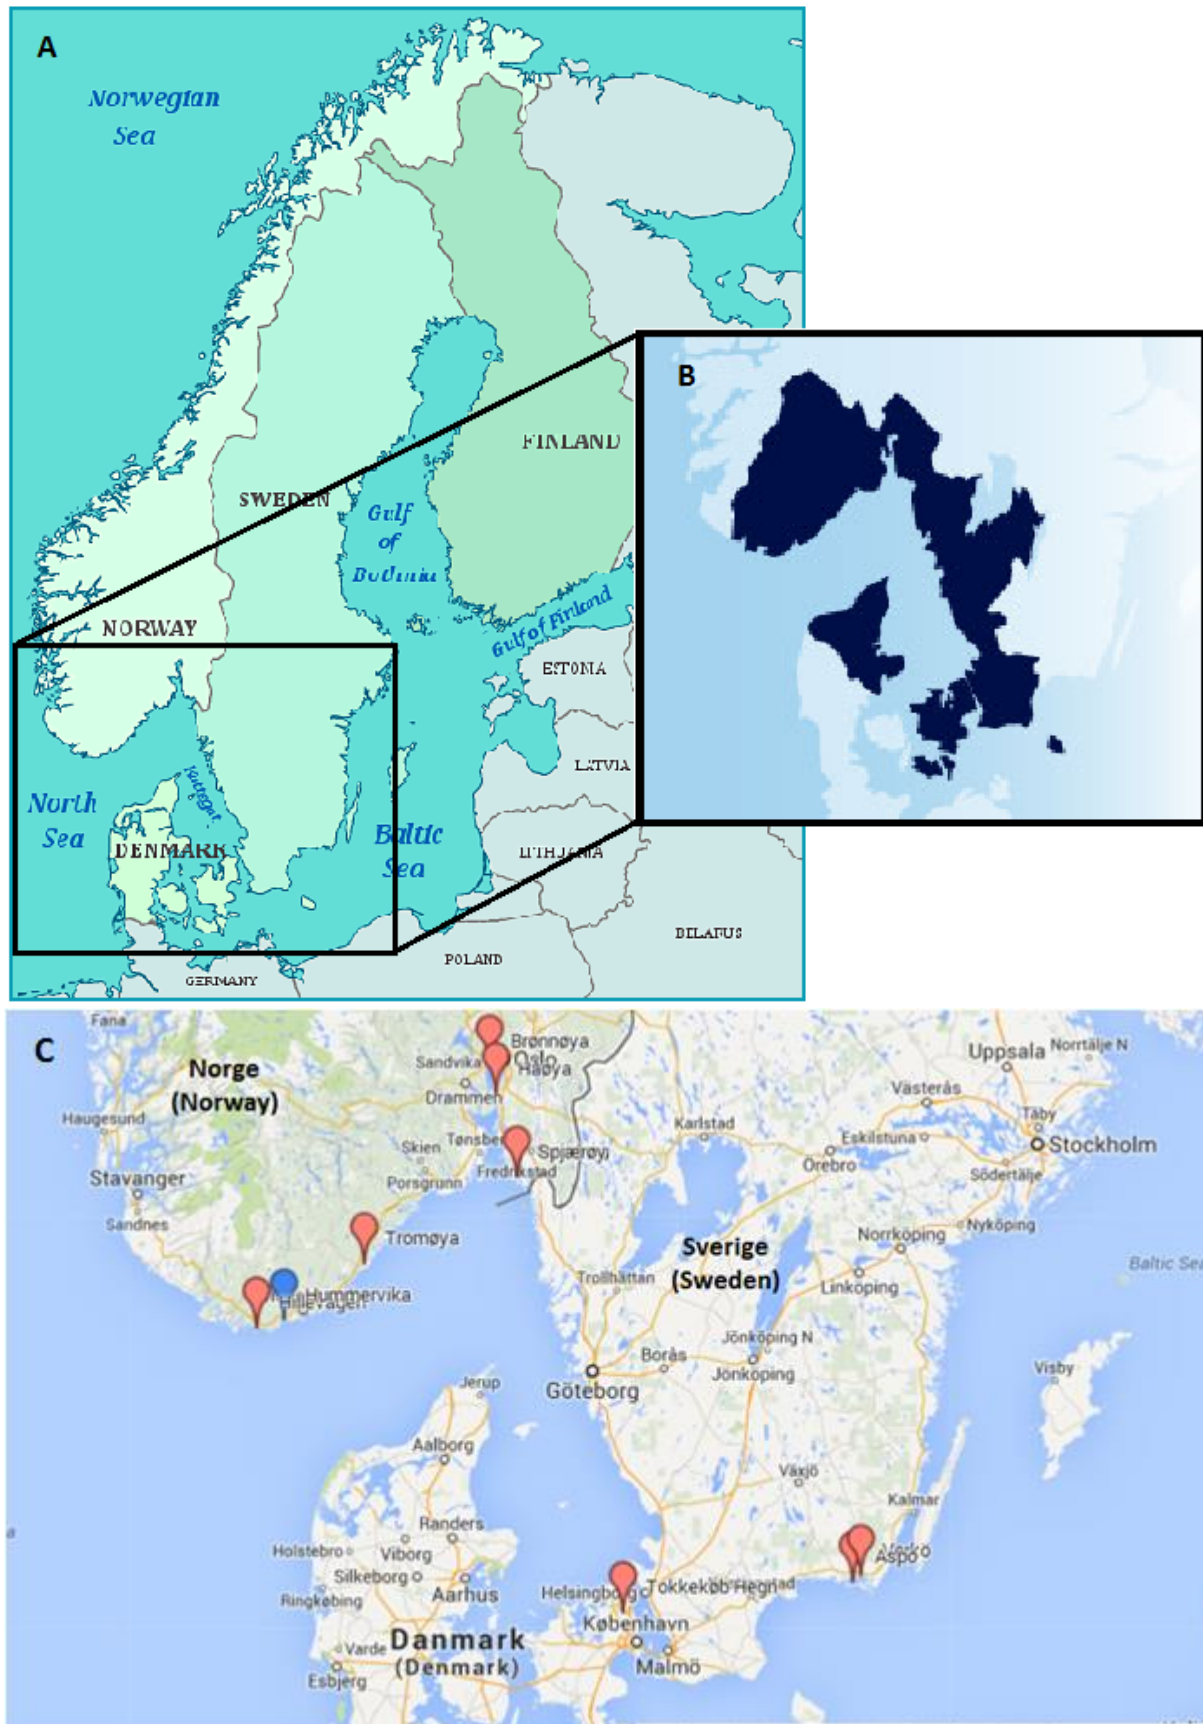 A
Norwegian
Sea
FINLAND
SWEDEN
Gulf
of
Bothnia
Gulf of Finland
NORWAY
ESTONIA
LATVIA
North
Sea
Kattegat
DENMARK
Baltic
Sea
LITHUANIA
BELARUS
POLAND
GERMANY
B
C
Fana
Norge
(Norway)
Brønnøya
Sandvika
Oslo
Håøya
Drammen
Uppsala
Norrtälje N
Västerås
Täby
Haugesund
Karlstad
Eskilstuna
Stockholm
Skien
Spjærøy
Örebro
Södertälje
Stavanger
Porsgrunn
Fredrikstad
Sandnes
Tromøya
Nyköping
Norrköping
Sverige
(Sweden)
Baltic Sea
Trollhättan
Linköping
Hummervika
Hillevågen
Jönköping N
Borås
Jönköping
Visby
Göteborg
Jerup
Aalborg
Växjö
Kalmar
Randers
Holstebro
Viborg
Aspö
Silkeborg
Aarhus
Helsingborg
Tokkekøb Hegn
Ringkøbing
København
Danmark
(Denmark)
Varde
Malmö
Esbjerg